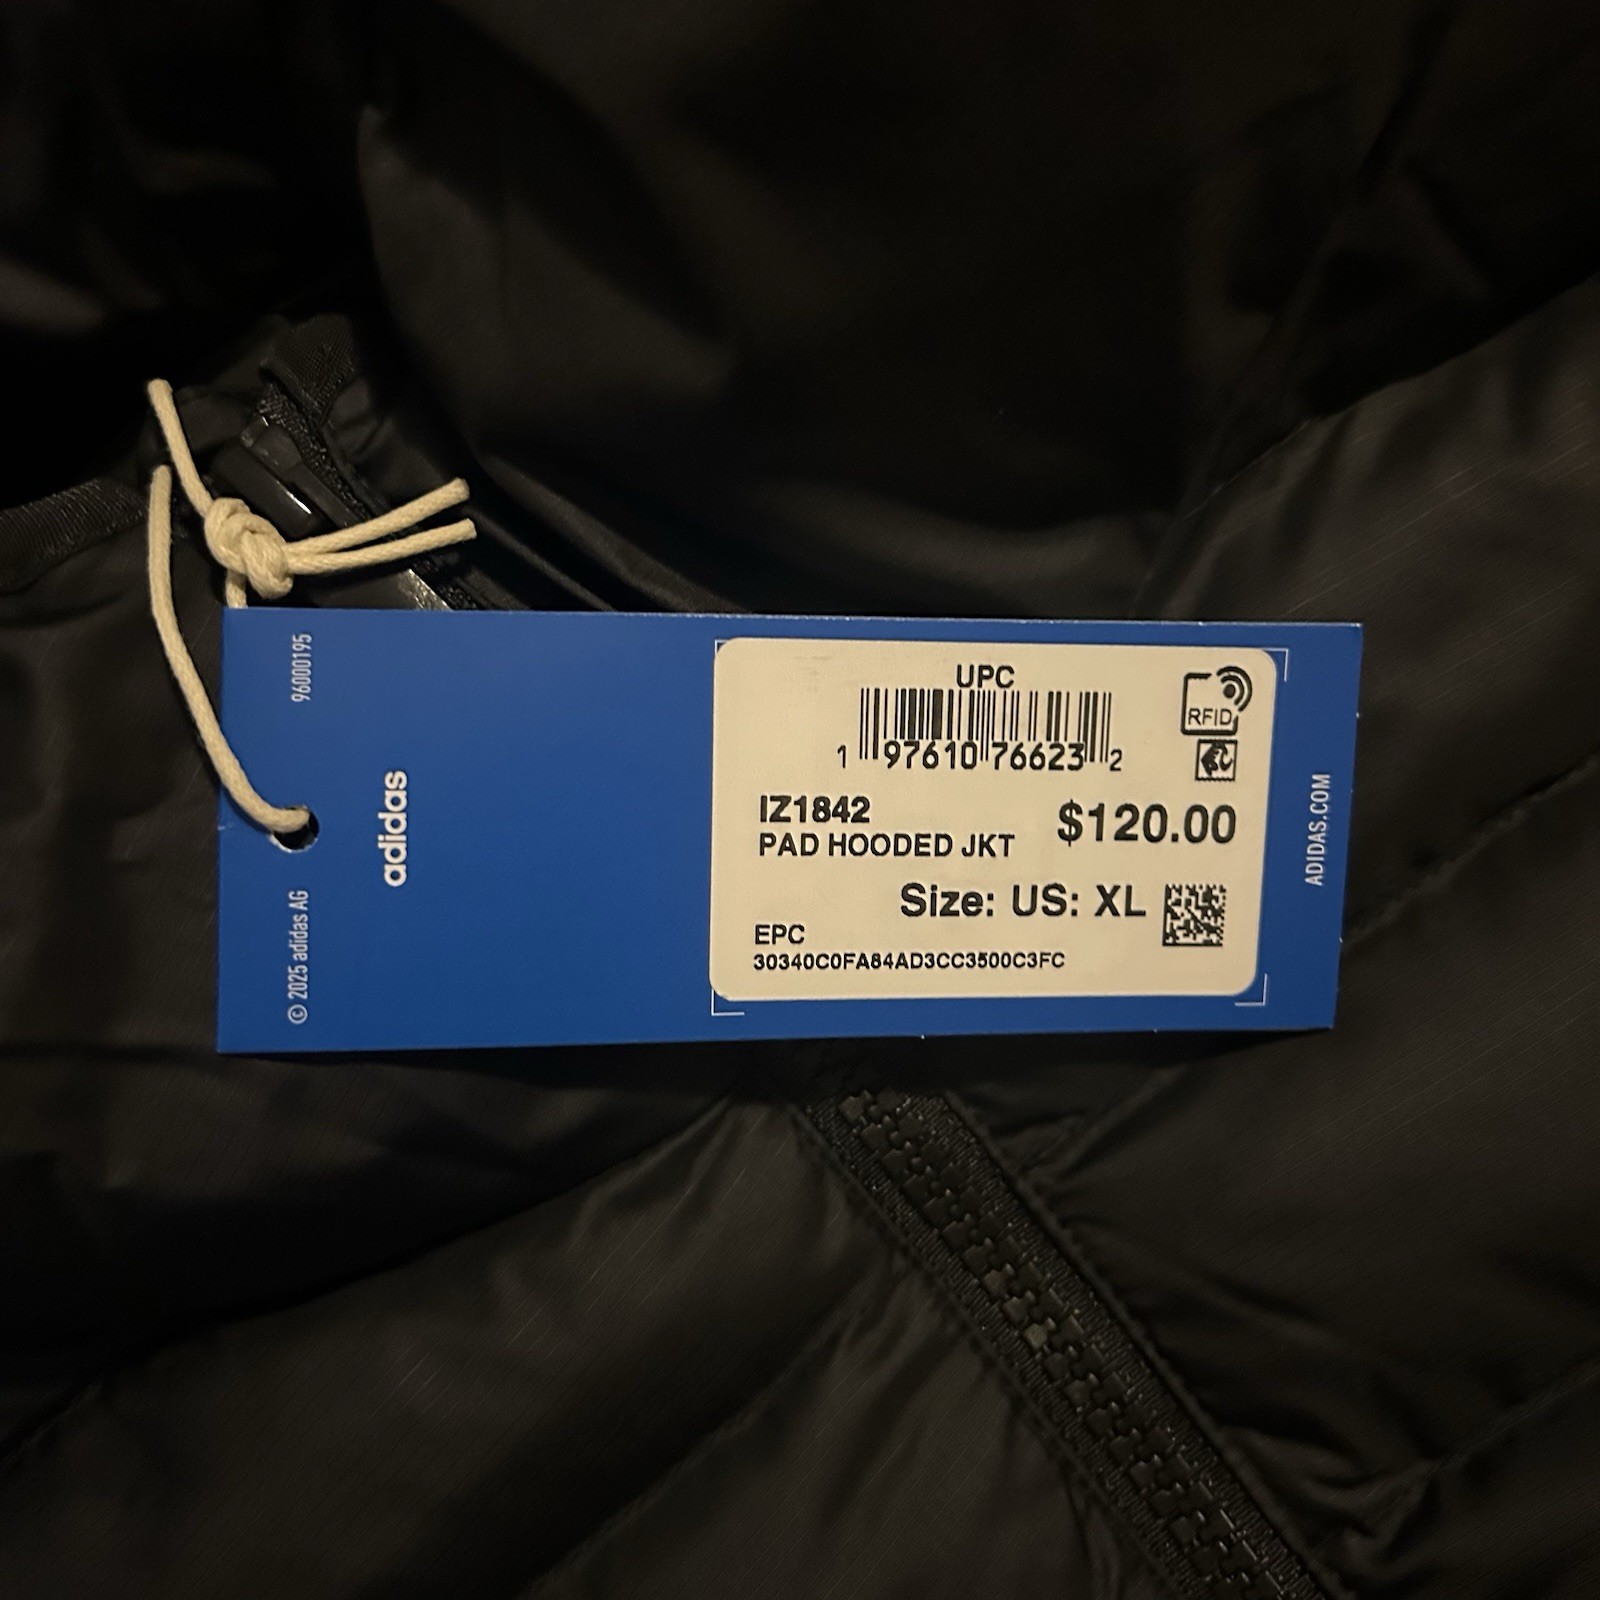 96000195
© 2025 adidas AG
adidas
UPC
1 97610 76623 2
RFID
IZ1842
PAD HOODED JKT
$120.00
Size: US: XL
EPC
30340C0FA84AD3CC3500C3FC
ADIDAS.COM